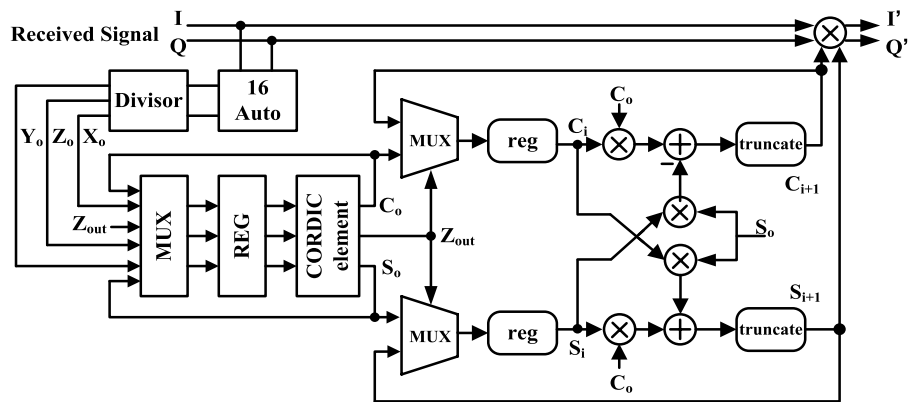 I
I'
Received Signal
Q
Q'
Divisor
16
Auto
Yo
Zo
Xo
Co
MUX
reg
Ci
truncate
Ci+1
Co
Zout
MUX
REG
CORDIC
element
Zout
So
So
MUX
reg
Si
truncate
Si+1
Co